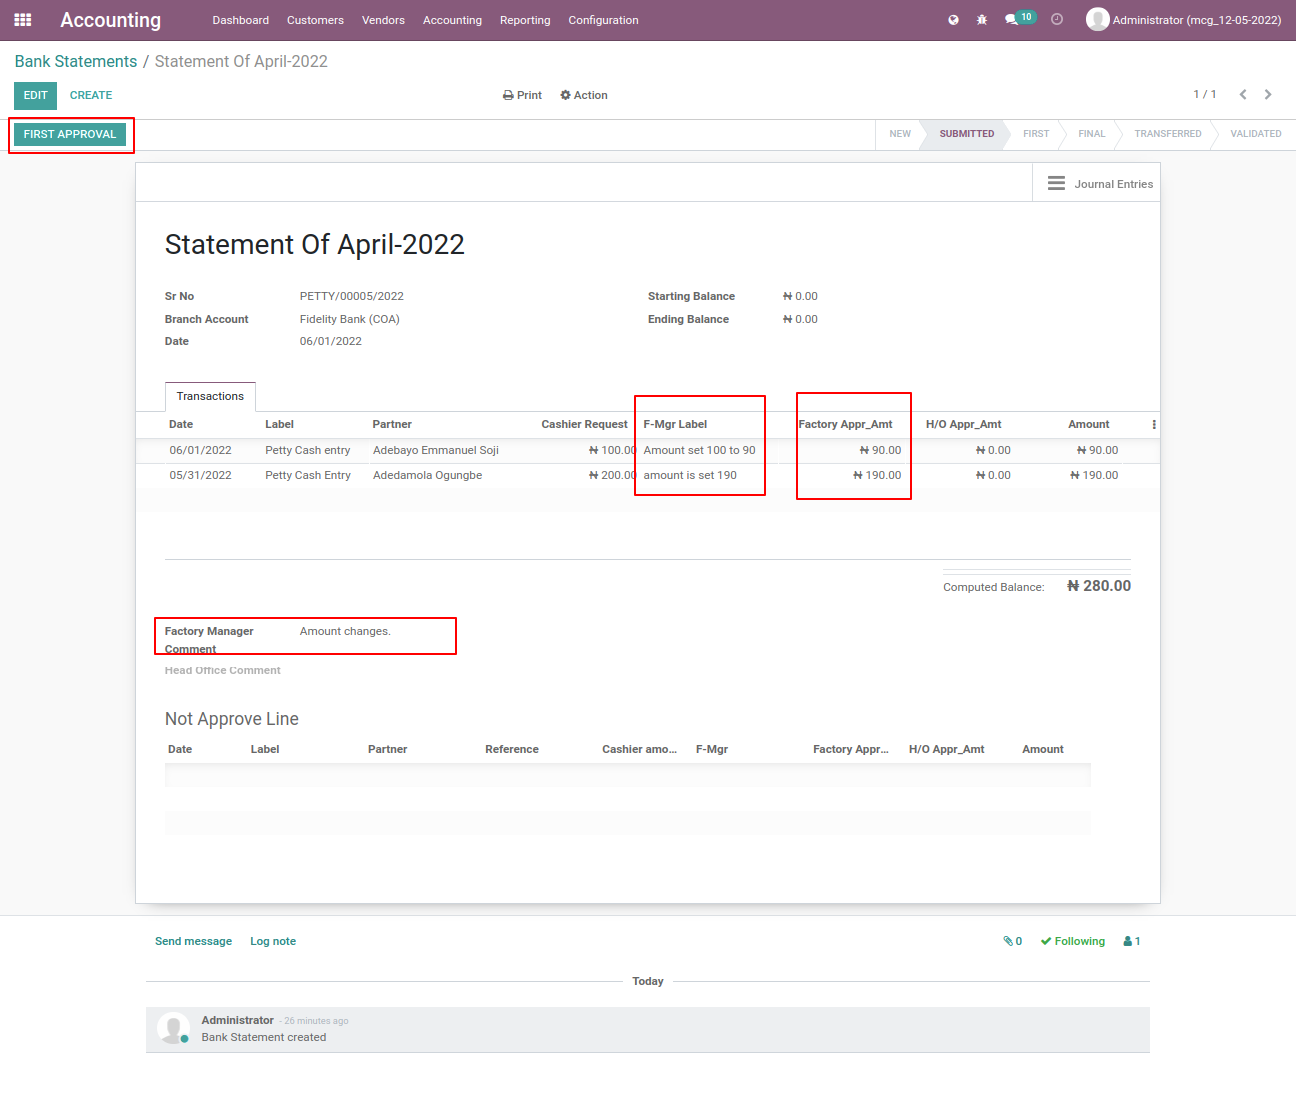 Accounting Dashboard Customers Vendors Accounting Reporting Configuration 10 Administrator (mcg_12-05-2022)
Bank Statements / Statement Of April-2022
EDIT CREATE Print Action 1 / 1
FIRST APPROVAL NEW SUBMITTED FIRST FINAL TRANSFERRED VALIDATED
Journal Entries
Statement Of April-2022
Sr No PETTY/00005/2022 Starting Balance ₦ 0.00
Branch Account Fidelity Bank (COA) Ending Balance ₦ 0.00
Date 06/01/2022
Transactions
Date Label Partner Cashier Request F-Mgr Label Factory Appr_Amt H/O Appr_Amt Amount
06/01/2022 Petty Cash entry Adebayo Emmanuel Soji ₦ 100.00 Amount set 100 to 90 ₦ 90.00 ₦ 0.00 ₦ 90.00
05/31/2022 Petty Cash Entry Adedamola Ogungbe ₦ 200.00 amount is set 190 ₦ 190.00 ₦ 0.00 ₦ 190.00
Computed Balance: ₦ 280.00
Factory Manager Amount changes.
Comment
Head Office Comment
Not Approve Line
Date Label Partner Reference Cashier amo... F-Mgr Factory Appr... H/O Appr_Amt Amount
Send message Log note 0 Following 1
Today
Administrator - 26 minutes ago
Bank Statement created